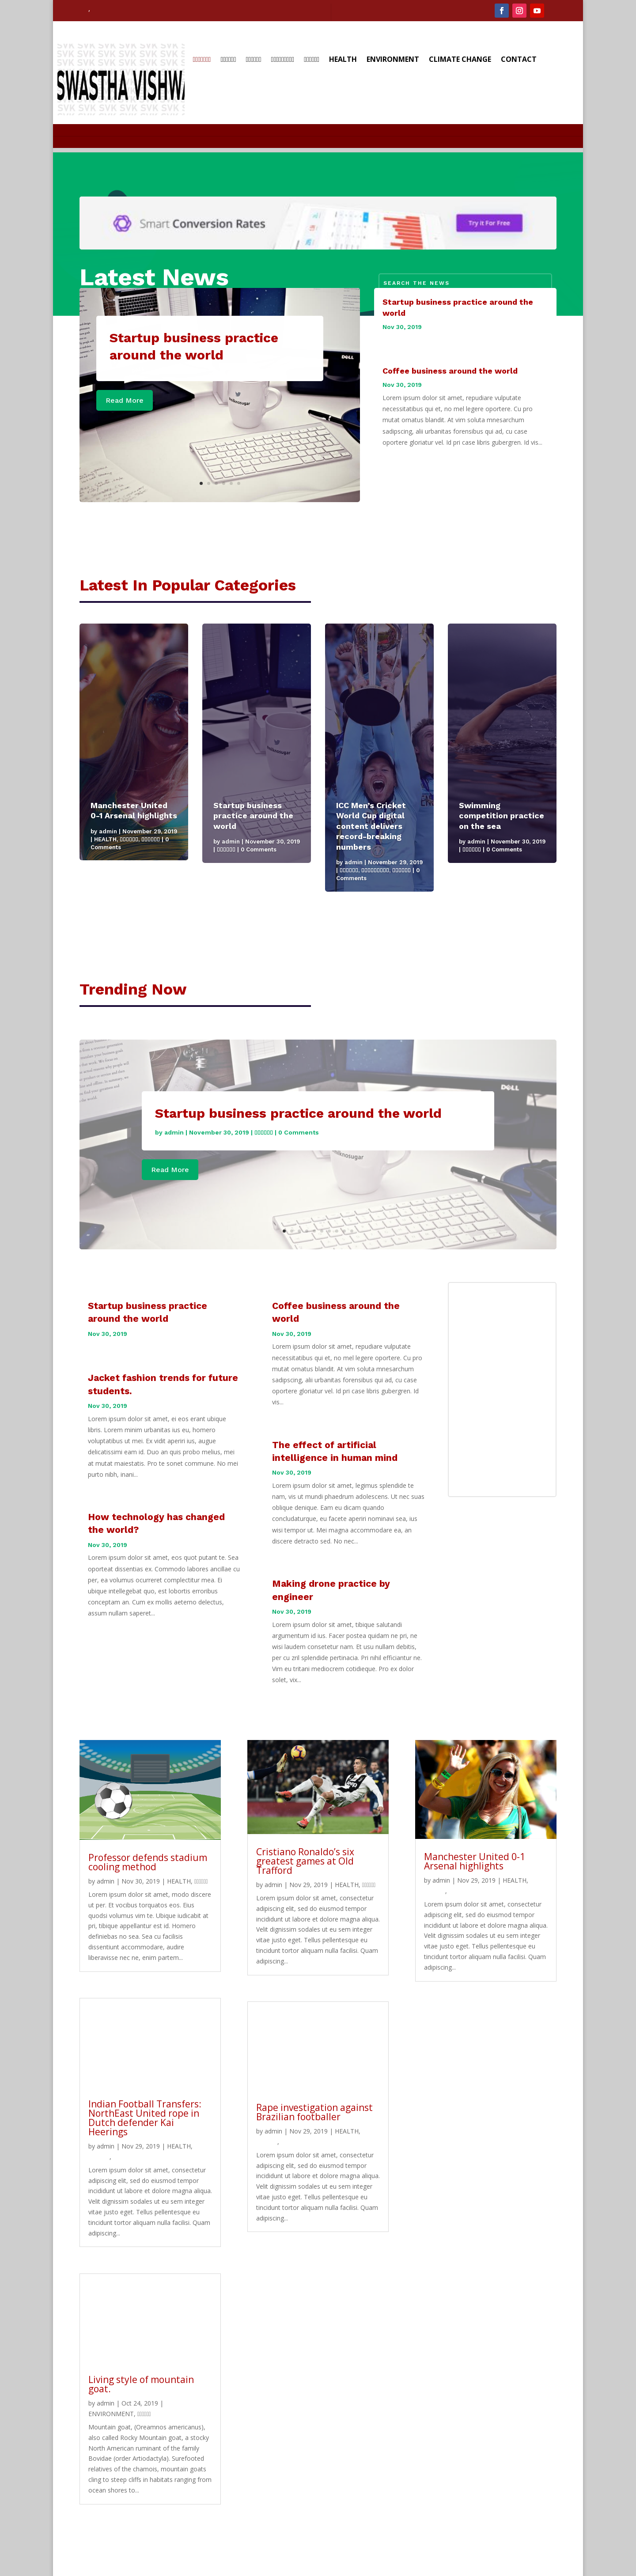 SWASTHA VISHWA
HEALTH ENVIRONMENT CLIMATE CHANGE CONTACT
Smart Conversion Rates
Try It For Free
Latest News
SEARCH THE NEWS
Startup business practice
around the world
Read More
Startup business practice around the
world
Nov 30, 2019
Coffee business around the world
Nov 30, 2019
Lorem ipsum dolor sit amet, repudiare vulputate
necessitatibus qui et, no mel legere oportere. Cu pro
mutat ornatus blandit. At vim soluta mnesarchum
sadipscing, alii urbanitas forensibus qui ad, cu case
oportere gloriatur vel. Id pri case libris gubergren. Id vis...
Latest In Popular Categories
Manchester United
0-1 Arsenal highlights
by admin | November 29, 2019
| HEALTH, | 0
Comments
Startup business
practice around the
world
by admin | November 30, 2019
| | 0 Comments
ICC Men's Cricket
World Cup digital
content delivers
record-breaking
numbers
by admin | November 29, 2019
| | 0
Comments
Swimming
competition practice
on the sea
by admin | November 30, 2019
| | 0 Comments
Trending Now
Startup business practice around the world
by admin | November 30, 2019 | | 0 Comments
Read More
Startup business practice
around the world
Nov 30, 2019
Jacket fashion trends for future
students.
Nov 30, 2019
Lorem ipsum dolor sit amet, ei eos erant ubique
libris. Lorem minim urbanitas ius eu, homero
voluptatibus ut mei. Ex vidit aperiri ius, augue
delicatissimi eam id. Duo an quis probo melius, mei
at mutat maiestatis. Pro te sonet commune. No mei
purto nibh, inani...
How technology has changed
the world?
Nov 30, 2019
Lorem ipsum dolor sit amet, eos quot putant te. Sea
oporteat dissentias ex. Commodo labores ancillae cu
per, ea volumus ocurreret complectitur mea. Ei
ubique intellegebat quo, est lobortis erroribus
conceptam an. Cum ex mollis aeterno delectus,
assum nullam saperet...
Coffee business around the
world
Nov 30, 2019
Lorem ipsum dolor sit amet, repudiare vulputate
necessitatibus qui et, no mel legere oportere. Cu pro
mutat ornatus blandit. At vim soluta mnesarchum
sadipscing, alii urbanitas forensibus qui ad, cu case
oportere gloriatur vel. Id pri case libris gubergren. Id
vis...
The effect of artificial
intelligence in human mind
Nov 30, 2019
Lorem ipsum dolor sit amet, legimus splendide te
nam, vis ut mundi phaedrum adolescens. Ut nec suas
oblique denique. Eam eu dicam quando
concludaturque, eu facete aperiri nominavi sea, ius
wisi tempor ut. Mei magna accommodare ea, an
discere detracto sed. No nec...
Making drone practice by
engineer
Nov 30, 2019
Lorem ipsum dolor sit amet, tibique salutandi
argumentum id ius. Facer postea quidam ne pri, ne
wisi laudem consetetur nam. Et usu nullam debitis,
per cu zril splendide pertinacia. Pri nihil efficiantur ne.
Vim eu tritani mediocrem cotidieque. Pro ex dolor
solet, vix...
Professor defends stadium
cooling method
by admin | Nov 30, 2019 | HEALTH,
Lorem ipsum dolor sit amet, modo discere
ut per. Et vocibus torquatos eos. Eius
quodsi volumus vim te. Ubique iudicabit at
pri, tibique appellantur est id. Homero
definiebas no sea. Sea cu facilisis
dissentiunt accommodare, audire
liberavisse nec ne, enim partem...
Cristiano Ronaldo's six
greatest games at Old
Trafford
by admin | Nov 29, 2019 | HEALTH,
Lorem ipsum dolor sit amet, consectetur
adipiscing elit, sed do eiusmod tempor
incididunt ut labore et dolore magna aliqua.
Velit dignissim sodales ut eu sem integer
vitae justo eget. Tellus pellentesque eu
tincidunt tortor aliquam nulla facilisi. Quam
adipiscing...
Manchester United 0-1
Arsenal highlights
by admin | Nov 29, 2019 | HEALTH,
Lorem ipsum dolor sit amet, consectetur
adipiscing elit, sed do eiusmod tempor
incididunt ut labore et dolore magna aliqua.
Velit dignissim sodales ut eu sem integer
vitae justo eget. Tellus pellentesque eu
tincidunt tortor aliquam nulla facilisi. Quam
adipiscing...
Indian Football Transfers:
NorthEast United rope in
Dutch defender Kai
Heerings
by admin | Nov 29, 2019 | HEALTH,
Lorem ipsum dolor sit amet, consectetur
adipiscing elit, sed do eiusmod tempor
incididunt ut labore et dolore magna aliqua.
Velit dignissim sodales ut eu sem integer
vitae justo eget. Tellus pellentesque eu
tincidunt tortor aliquam nulla facilisi. Quam
adipiscing...
Rape investigation against
Brazilian footballer
by admin | Nov 29, 2019 | HEALTH,
Lorem ipsum dolor sit amet, consectetur
adipiscing elit, sed do eiusmod tempor
incididunt ut labore et dolore magna aliqua.
Velit dignissim sodales ut eu sem integer
vitae justo eget. Tellus pellentesque eu
tincidunt tortor aliquam nulla facilisi. Quam
adipiscing...
Living style of mountain
goat.
by admin | Oct 24, 2019 |
ENVIRONMENT,
Mountain goat, (Oreamnos americanus),
also called Rocky Mountain goat, a stocky
North American ruminant of the family
Bovidae (order Artiodactyla). Surefooted
relatives of the chamois, mountain goats
cling to steep cliffs in habitats ranging from
ocean shores to...